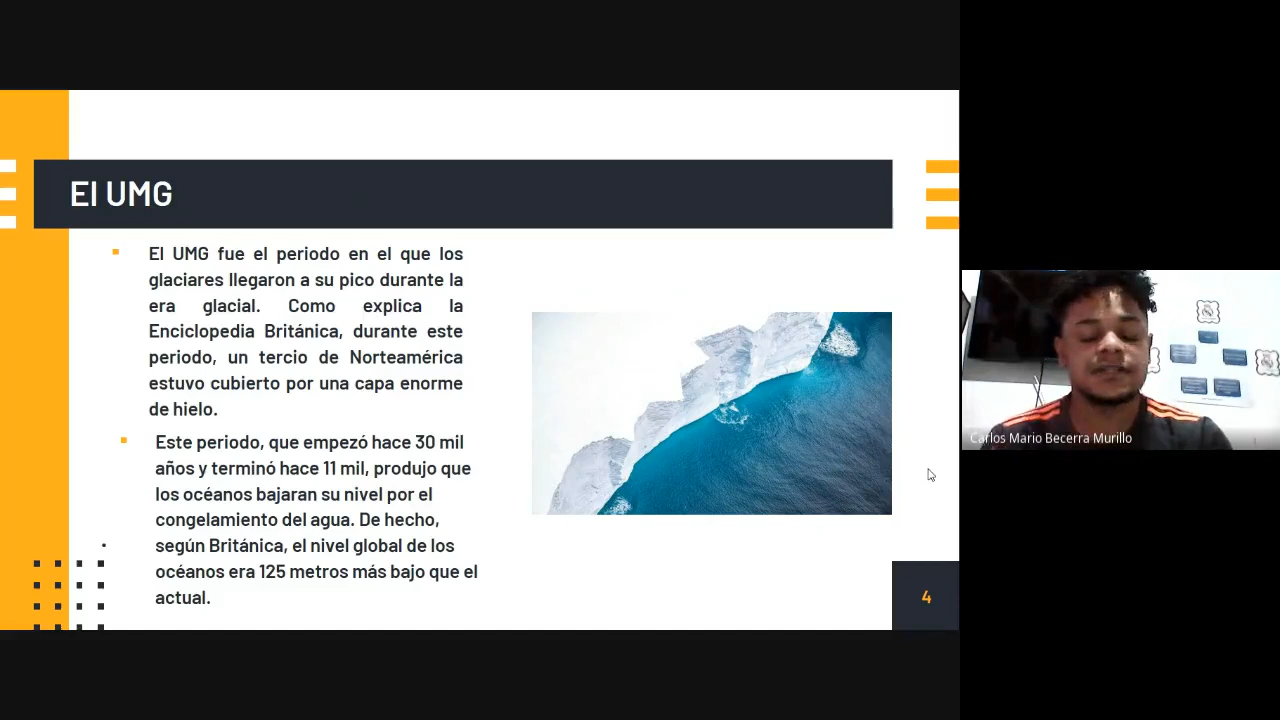 El UMG
El UMG fue el periodo en el que los
glaciares llegaron a su pico durante la
era glacial. Como explica la
Enciclopedia Británica, durante este
periodo, un tercio de Norteamérica
estuvo cubierto por una capa enorme
de hielo.
Este periodo, que empezó hace 30 mil
años y terminó hace 11 mil, produjo que
los océanos bajaran su nivel por el
congelamiento del agua. De hecho,
según Británica, el nivel global de los
océanos era 125 metros más bajo que el
actual.
4
Carlos Mario Becerra Murillo